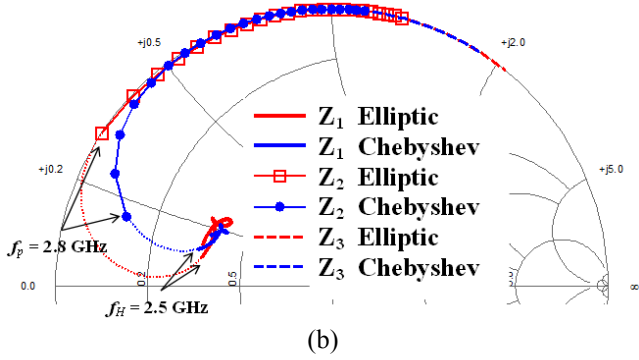 +j0.5
+j2.0
+j0.2
+j5.0
Z1 Elliptic
Z1 Chebyshev
Z2 Elliptic
Z2 Chebyshev
Z3 Elliptic
Z3 Chebyshev
fp = 2.8 GHz
0.0
0.2
0.5
∞
fH = 2.5 GHz
(b)